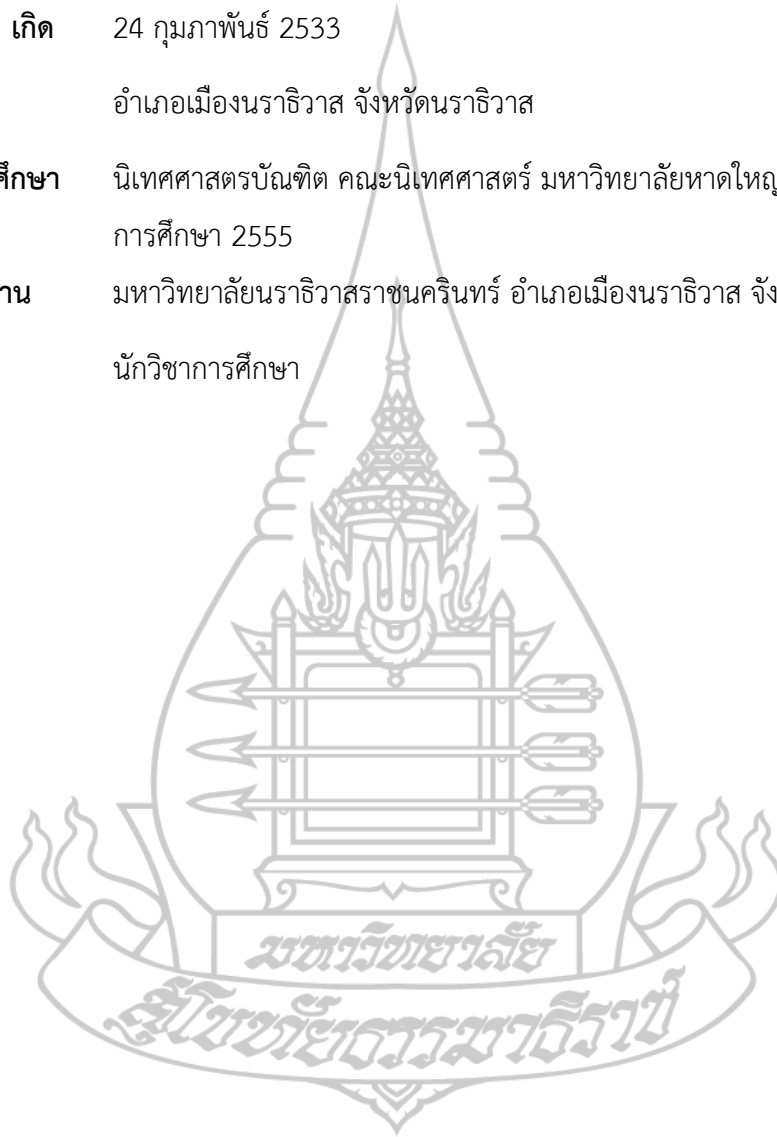 เกิด 24 กุมภาพันธ์ 2533
อำเภอเมืองนราธิวาส จังหวัดนราธิวาส
ศึกษา นิเทศศาสตรบัณฑิต คณะนิเทศศาสตร์ มหาวิทยาลัยหาดใหญ
การศึกษา 2555
าน มหาวิทยาลัยนราธิวาสราชนครินทร์ อำเภอเมืองนราธิวาส จัง
นักวิชาการศึกษา
มหาวิทยาลัย
สุโขทัยธรรมาธิราช